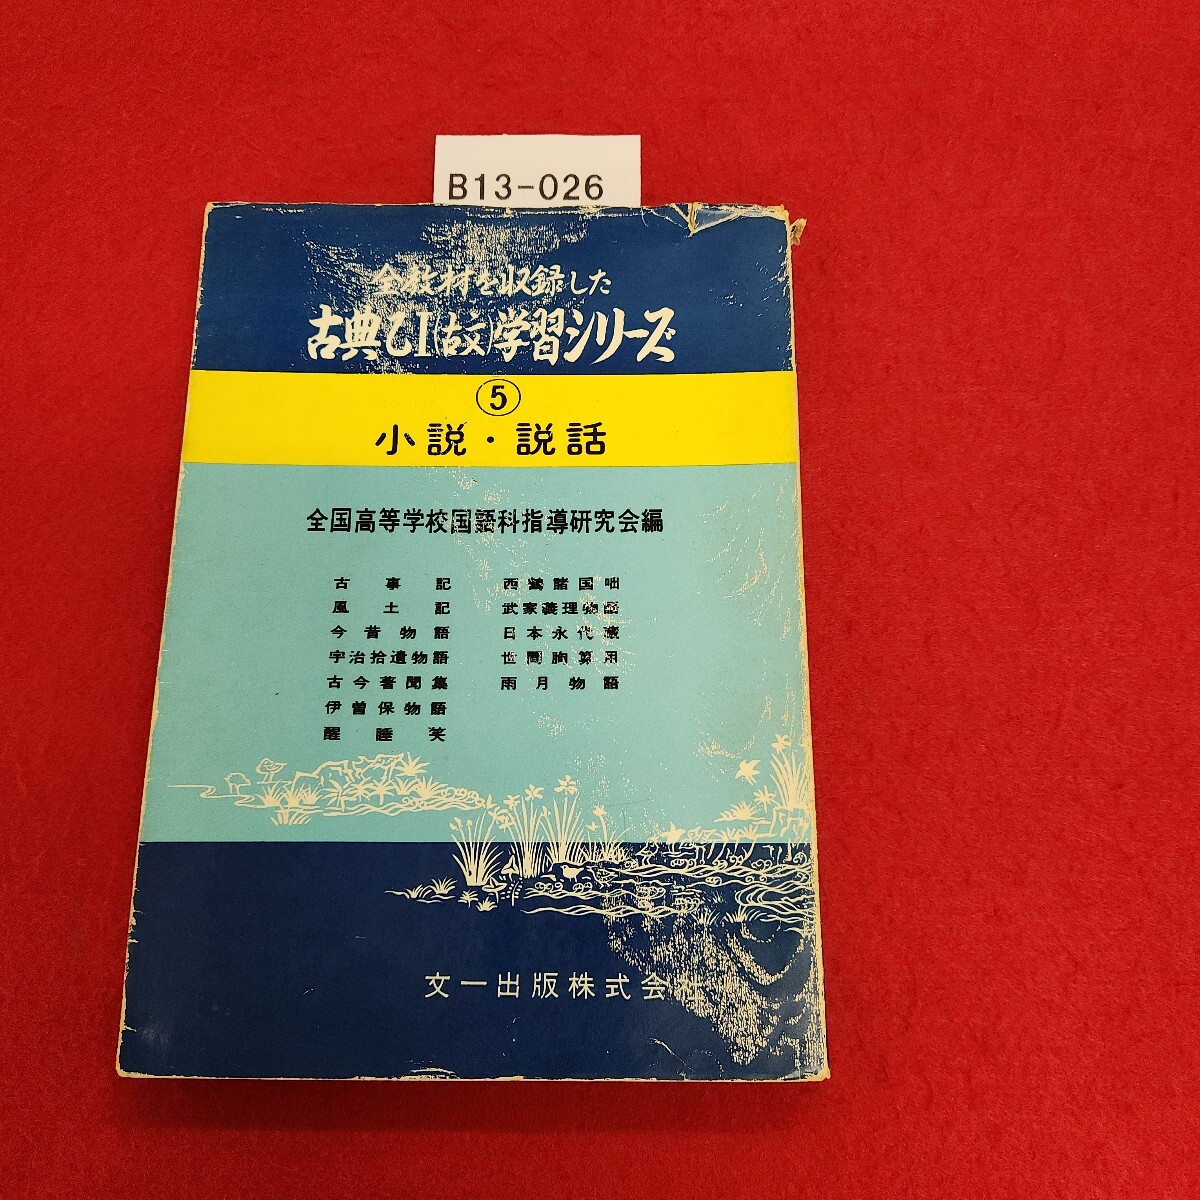 B13-026
全教材を収録した
古典乙I(古文)学習シリーズ
⑤
小説・説話
全国高等学校国語科指導研究会編
古事記
風土記
今昔物語
宇治拾遺物語
古今著聞集
伊曽保物語
醒睡笑
西鶴諸国咄
武家義理物語
日本永代蔵
世間胸算用
雨月物語
文一出版株式会社